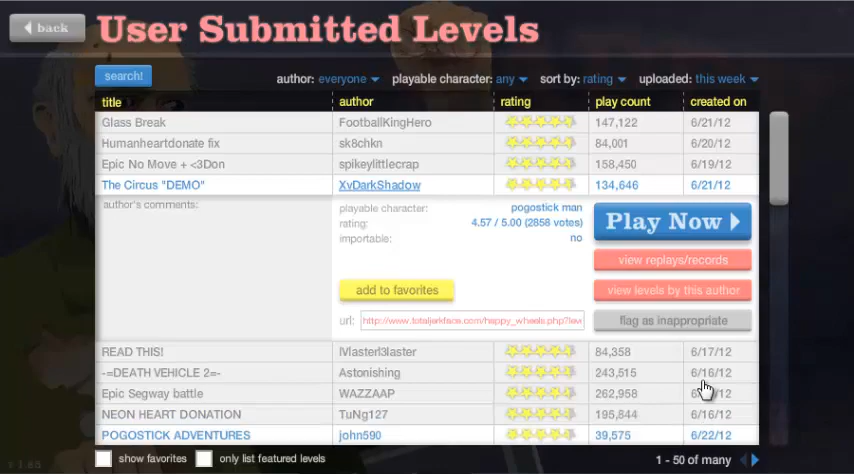 back
User Submitted Levels
search!
author: everyone playable character: any sort by: rating uploaded: this week
title author rating play count created on
Glass Break FootballKingHero 147,122 6/21/12
Humanheartdonate fix sk8chkn 84,001 6/20/12
Epic No Move + <3Don spikeylittlecrap 158,450 6/19/12
The Circus "DEMO" XvDarkShadow 134,646 6/21/12
author's comments:
playable character: pogostick man
rating: 4.57 / 5.00 (2858 votes)
importable: no
Play Now
view replays/records
add to favorites
view levels by this author
url: http://www.totaljerkface.com/happy_wheels.php?leve
flag as inappropriate
READ THIS! 84,358 6/17/12
-=DEATH VEHICLE 2=- Astonishing 243,515 6/16/12
Epic Segway battle WAZZAAP 262,958
NEON HEART DONATION TuNg127 195,844 6/16/12
POGOSTICK ADVENTURES john590 39,575 6/22/12
show favorites only list featured levels
1 - 50 of many